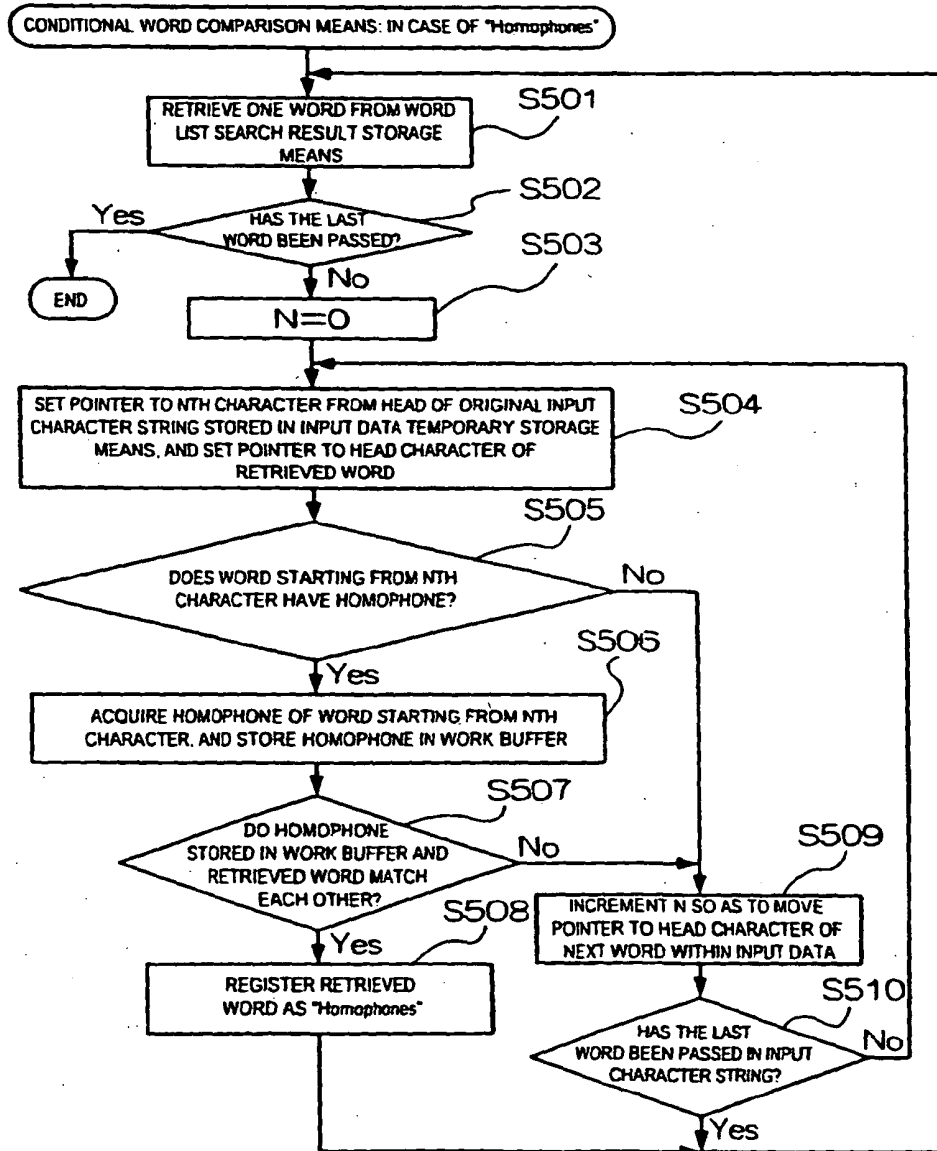 CONDITIONAL WORD COMPARISON MEANS: IN CASE OF "Homophones"
S501
RETRIEVE ONE WORD FROM WORD
LIST SEARCH RESULT STORAGE
MEANS
S502
Yes
HAS THE LAST
WORD BEEN PASSED?
S503
No
END
N=0
S504
SET POINTER TO NTH CHARACTER FROM HEAD OF ORIGINAL INPUT
CHARACTER STRING STORED IN INPUT DATA TEMPORARY STORAGE
MEANS, AND SET POINTER TO HEAD CHARACTER OF
RETRIEVED WORD
S505
DOES WORD STARTING FROM NTH
CHARACTER HAVE HOMOPHONE?
No
S506
Yes
ACQUIRE HOMOPHONE OF WORD STARTING FROM NTH
CHARACTER, AND STORE HOMOPHONE IN WORK BUFFER
S507
DO HOMOPHONE
STORED IN WORK BUFFER AND
RETRIEVED WORD MATCH
EACH OTHER?
No
S509
INCREMENT N SO AS TO MOVE
POINTER TO HEAD CHARACTER OF
NEXT WORD WITHIN INPUT DATA
S508
Yes
REGISTER RETRIEVED
WORD AS "Homophones"
S510
HAS THE LAST
WORD BEEN PASSED IN INPUT
CHARACTER STRING?
No
Yes